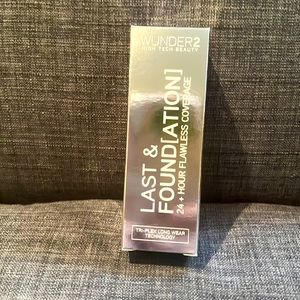 WUNDER2
HIGH TECH BEAUTY
LAST &
FOUND[ATION]
24 + HOUR FLAWLESS COVERAGE
TRI-PLEX LONG WEAR
TECHNOLOGY